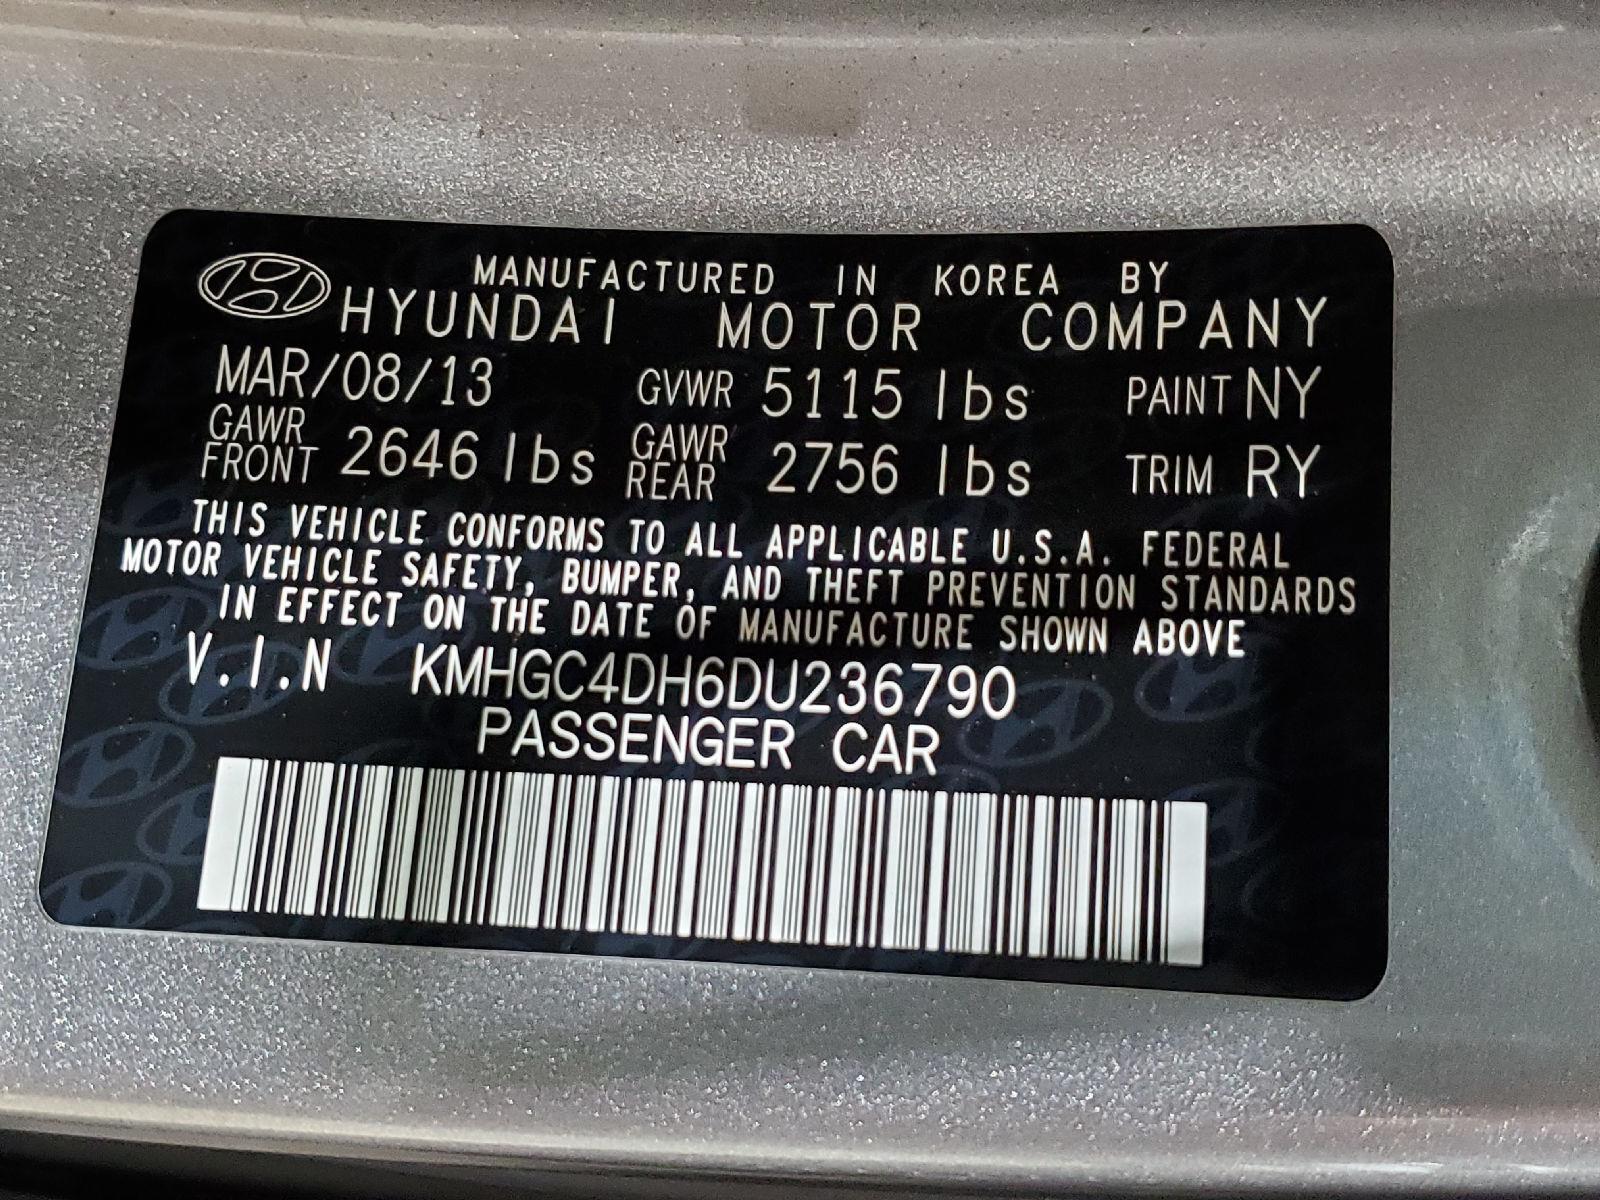 MANUFACTURED IN KOREA BY
HYUNDAI MOTOR COMPANY
MAR/08/13 GVWR 5115 lbs PAINT NY
GAWR FRONT 2646 lbs GAWR REAR 2756 lbs TRIM RY
THIS VEHICLE CONFORMS TO ALL APPLICABLE U.S.A. FEDERAL
MOTOR VEHICLE SAFETY, BUMPER, AND THEFT PREVENTION STANDARDS
IN EFFECT ON THE DATE OF MANUFACTURE SHOWN ABOVE
V.I.N KMHGC4DH6DU236790
PASSENGER CAR